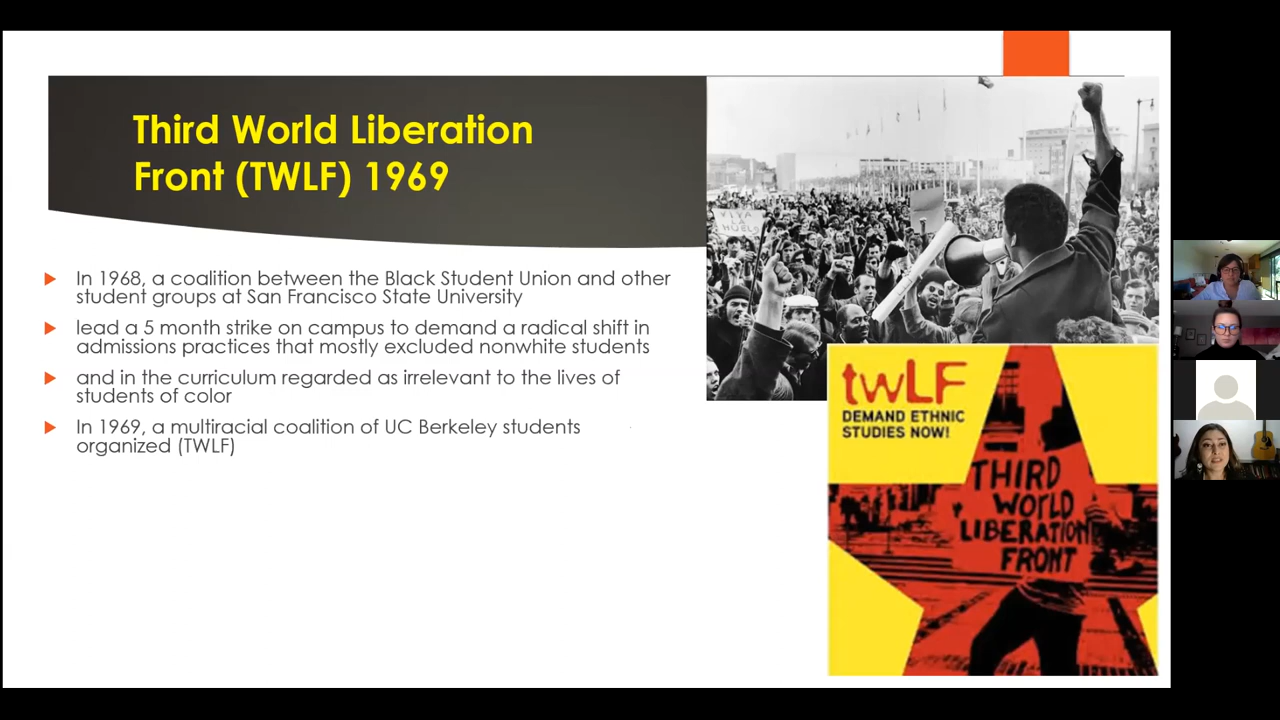 Third World Liberation
Front (TWLF) 1969
In 1968, a coalition between the Black Student Union and other
student groups at San Francisco State University
lead a 5 month strike on campus to demand a radical shift in
admissions practices that mostly excluded nonwhite students
and in the curriculum regarded as irrelevant to the lives of
students of color
In 1969, a multiracial coalition of UC Berkeley students
organized (TWLF)
VIVA
LA
HUELGA
twLF
DEMAND ETHNIC
STUDIES NOW!
THIRD
WORLD
LIBERATION
FRONT